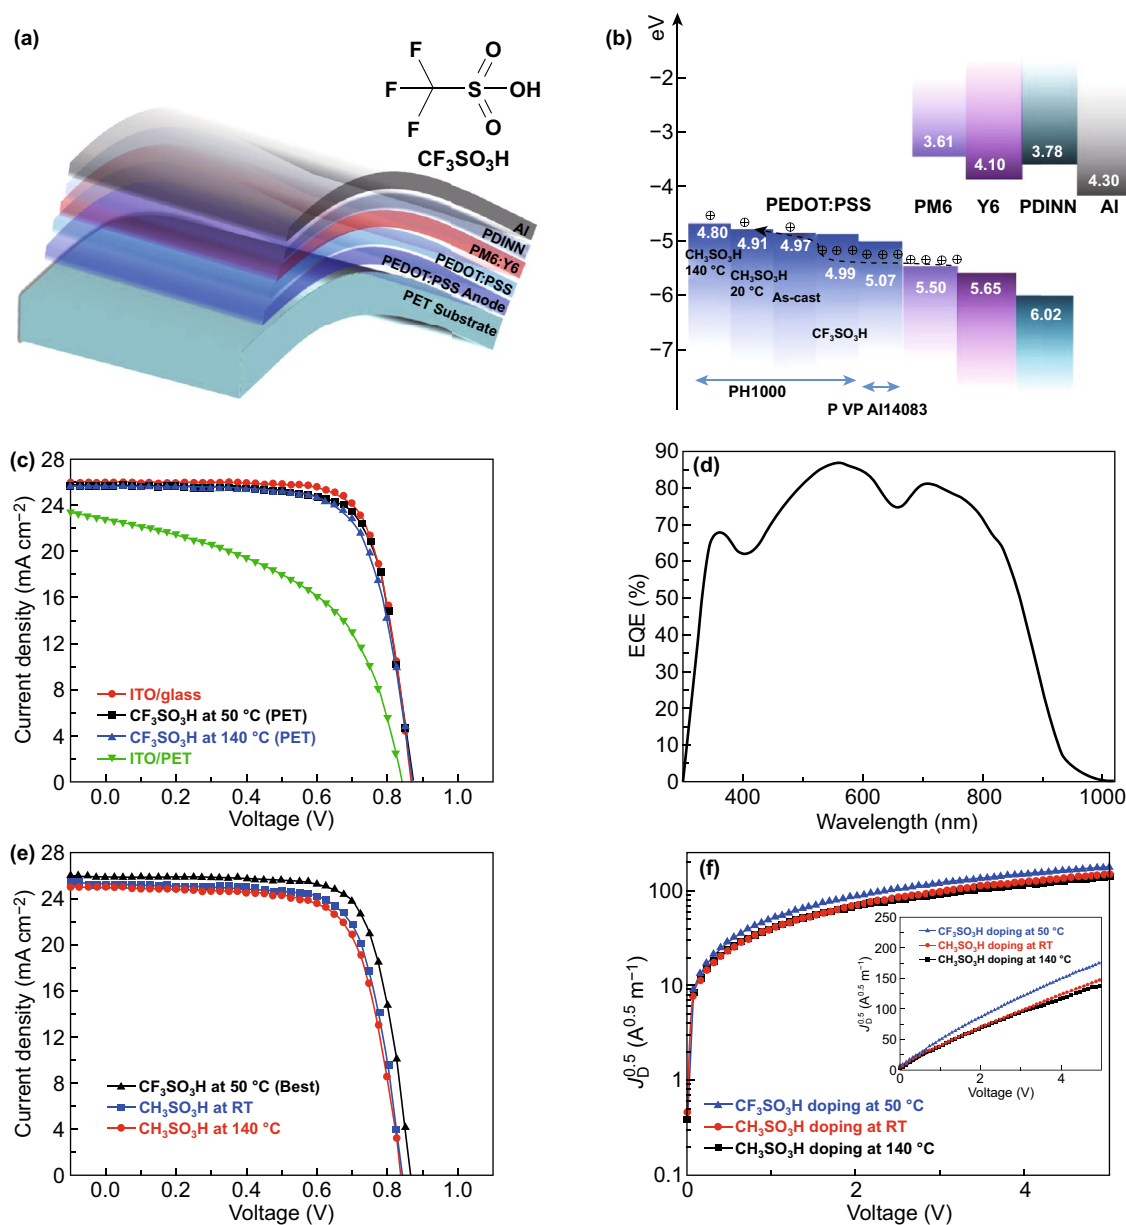 (a)
F
O
F
S
OH
F
O
CF₃SO₃H
Al
PDINN
PM6:Y6
PEDOT:PSS
PEDOT:PSS Anode
PET Substrate
(b)
eV
−2
−3
−4
−5
−6
−7
3.61
4.10
3.78
4.30
PEDOT:PSS
PM6
Y6
PDINN
Al
4.80
4.91
4.97
4.99
5.07
5.50
5.65
6.02
CH₃SO₃H
140 °C
CH₃SO₃H
20 °C
As-cast
CF₃SO₃H
PH1000
P VP AI14083
(c)
28
24
20
16
12
8
4
0
Current density (mA cm⁻²)
ITO/glass
CF₃SO₃H at 50 °C (PET)
CF₃SO₃H at 140 °C (PET)
ITO/PET
0.0 0.2 0.4 0.6 0.8 1.0
Voltage (V)
(d)
90
80
70
60
50
40
30
20
10
0
EQE (%)
400 600 800 1000
Wavelength (nm)
(e)
28
24
20
16
12
8
4
0
Current density (mA cm⁻²)
CF₃SO₃H at 50 °C (Best)
CH₃SO₃H at RT
CH₃SO₃H at 140 °C
0.0 0.2 0.4 0.6 0.8 1.0
Voltage (V)
(f)
100
10
1
0.1
J_D^0.5 (A^0.5 m⁻¹)
CF₃SO₃H doping at 50 °C
CH₃SO₃H doping at RT
CH₃SO₃H doping at 140 °C
0 2 4
Voltage (V)
250
200
150
100
50
0
J_D^0.5 (A^0.5 m⁻¹)
CF₃SO₃H doping at 50 °C
CH₃SO₃H doping at RT
CH₃SO₃H doping at 140 °C
0 2 4
Voltage (V)